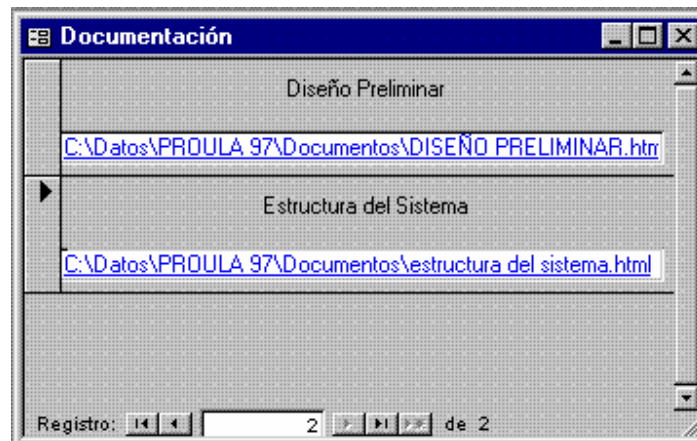 Documentación
Diseño Preliminar
C:\Datos\PROULA 97\Documentos\DISEÑO PRELIMINAR.htm
Estructura del Sistema
C:\Datos\PROULA 97\Documentos\estructura del sistema.html
Registro: 2 de 2